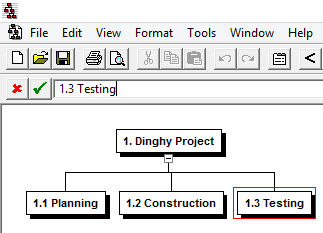 File Edit View Format Tools Window Help
1.3 Testing
1. Dinghy Project
1.1 Planning 1.2 Construction 1.3 Testing